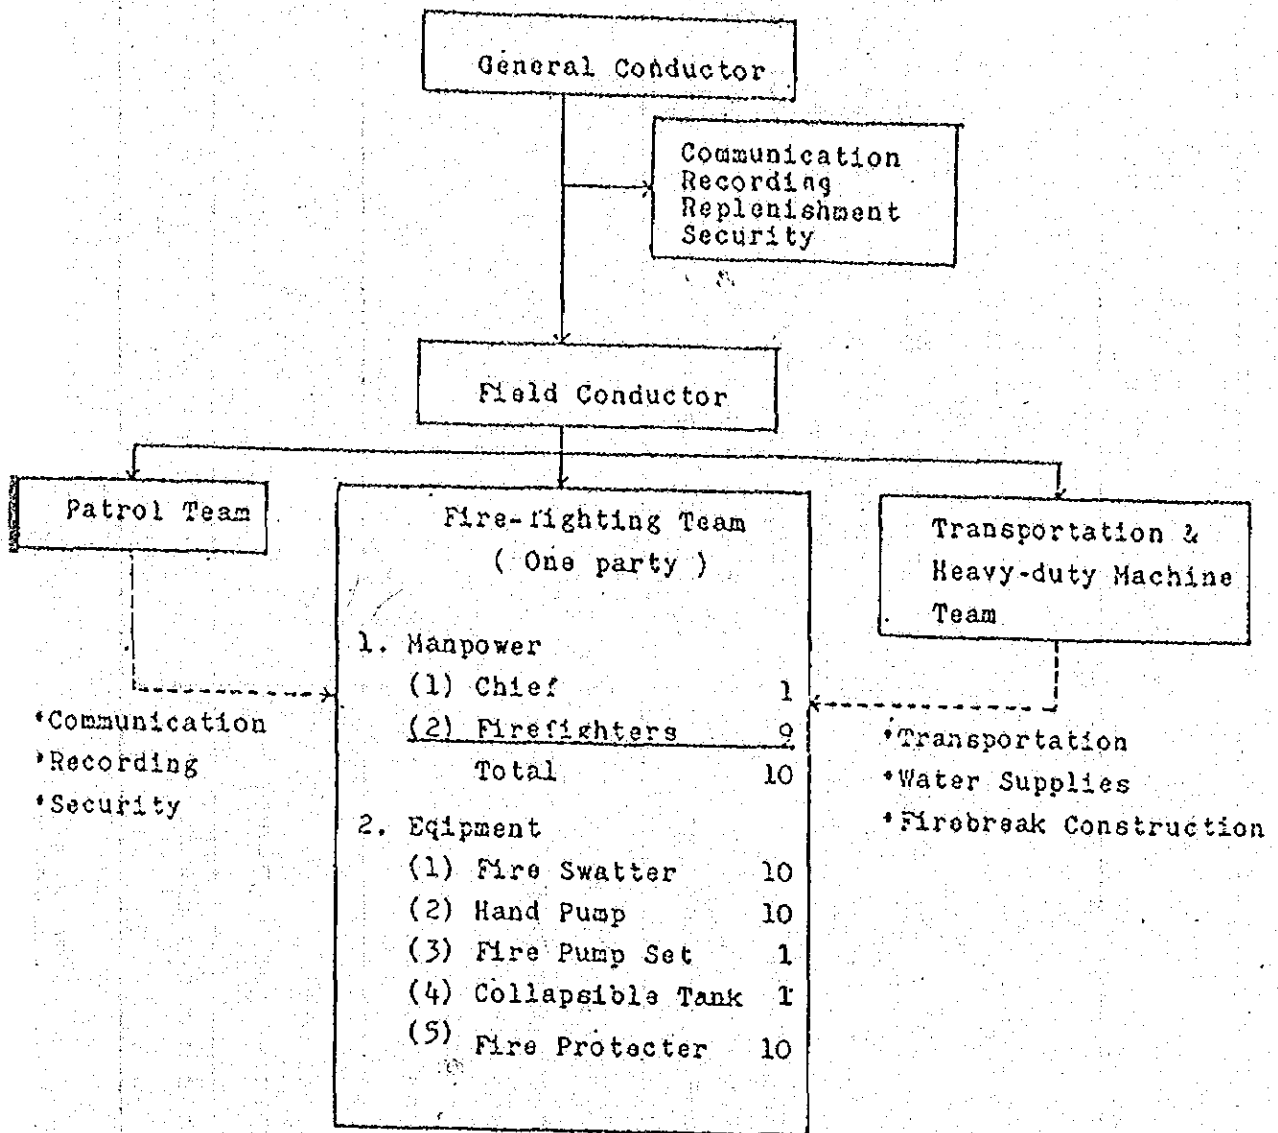 General Conductor
Communication
Recording
Replenishment
Security
Field Conductor
Patrol Team
Fire-fighting Team
( One party )
1. Manpower
(1) Chief 1
(2) Firefighters 9
Total 10
2. Eqipment
(1) Fire Swatter 10
(2) Hand Pump 10
(3) Fire Pump Set 1
(4) Collapsible Tank 1
(5) Fire Protecter 10
Transportation &
Heavy-duty Machine
Team
*Communication
*Recording
*Security
*Transportation
*Water Supplies
*Firebreak Construction